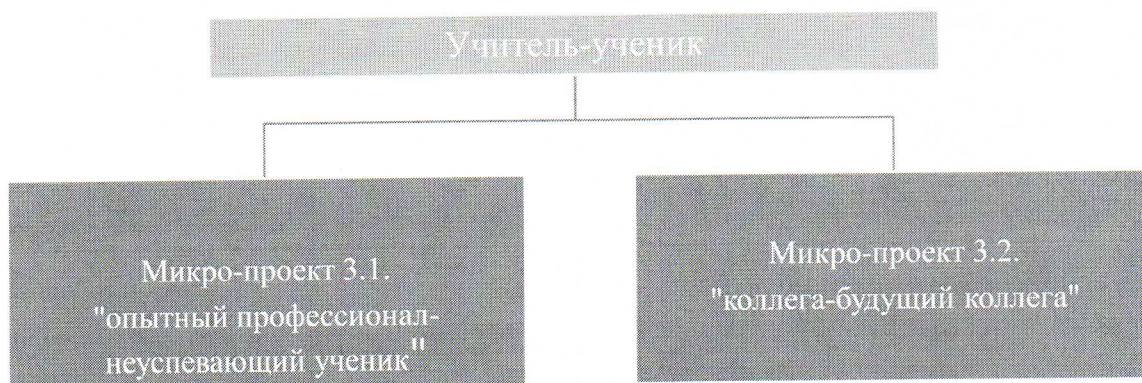 Учитель-ученик
Микро-проект 3.1.
"опытный профессионал-
неуспевающий ученик"
Микро-проект 3.2.
"коллега-будущий коллега"